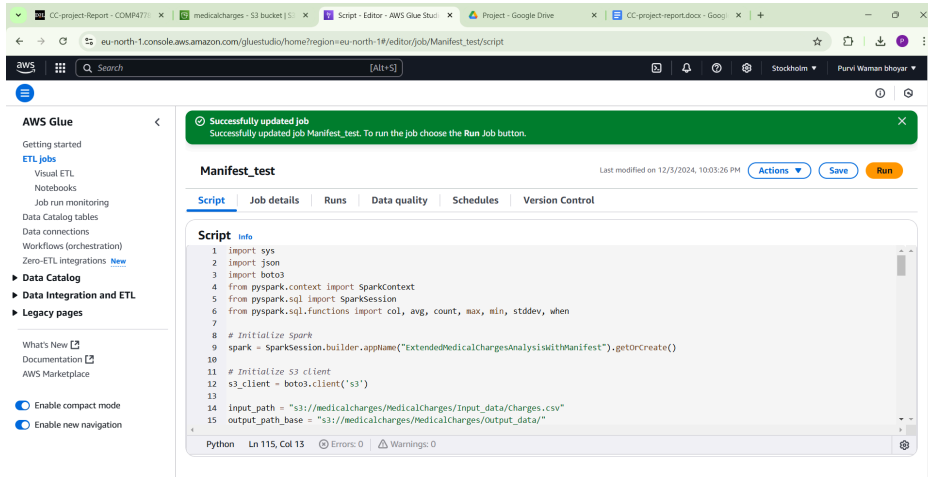 CC-project-Report - COMP477
medicalcharges - S3 bucket | S3
Script - Editor - AWS Glue Studi
Project - Google Drive
CC-project-report.docx - Googl
eu-north-1.console.aws.amazon.com/gluestudio/home?region=eu-north-1#/editor/job/Manifest_test/script
aws
Search
[Alt+S]
Stockholm ▼
Purvi Waman bhoyar ▼
AWS Glue
Getting started
ETL jobs
Visual ETL
Notebooks
Job run monitoring
Data Catalog tables
Data connections
Workflows (orchestration)
Zero-ETL integrations New
Data Catalog
Data Integration and ETL
Legacy pages
What's New
Documentation
AWS Marketplace
Enable compact mode
Enable new navigation
Successfully updated job
Successfully updated job Manifest_test. To run the job choose the Run Job button.
Manifest_test
Last modified on 12/3/2024, 10:03:26 PM
Actions ▼
Save
Run
Script
Job details
Runs
Data quality
Schedules
Version Control
Script Info
1 import sys
2 import json
3 import boto3
4 from pyspark.context import SparkContext
5 from pyspark.sql import SparkSession
6 from pyspark.sql.functions import col, avg, count, max, min, stddev, when
7
8 # Initialize Spark
9 spark = SparkSession.builder.appName("ExtendedMedicalChargesAnalysisWithManifest").getOrCreate()
10
11 # Initialize S3 client
12 s3_client = boto3.client('s3')
13
14 input_path = "s3://medicalcharges/MedicalCharges/Input_data/Charges.csv"
15 output_path_base = "s3://medicalcharges/MedicalCharges/Output_data/"
Python Ln 115, Col 13 Errors: 0 Warnings: 0